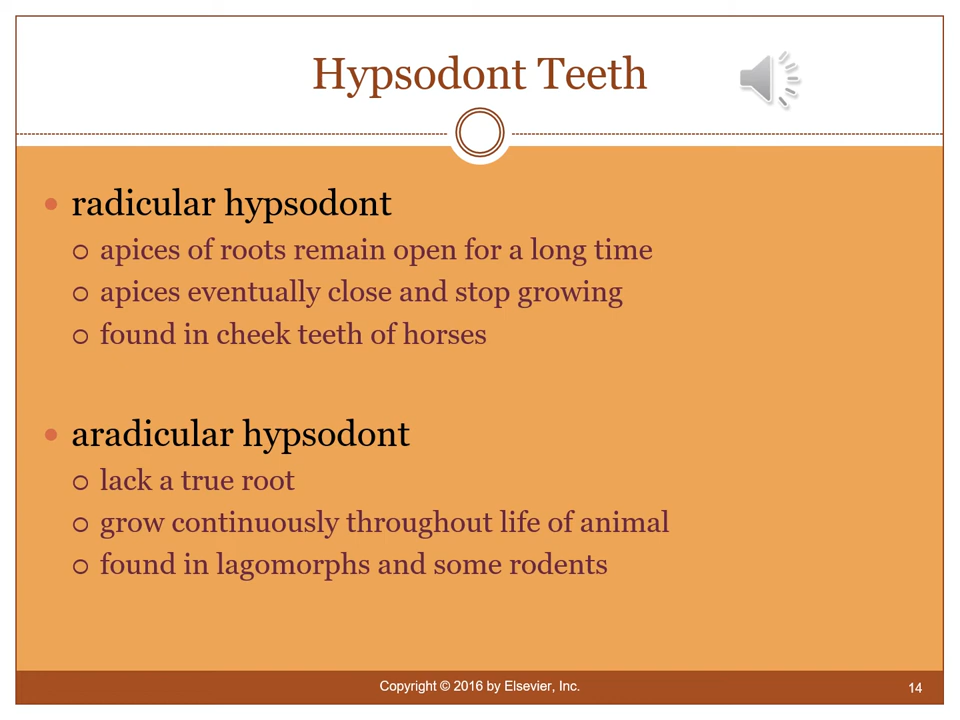 Hypsodont Teeth
radicular hypsodont
apices of roots remain open for a long time
apices eventually close and stop growing
found in cheek teeth of horses
aradicular hypsodont
lack a true root
grow continuously throughout life of animal
found in lagomorphs and some rodents
Copyright © 2016 by Elsevier, Inc.
14